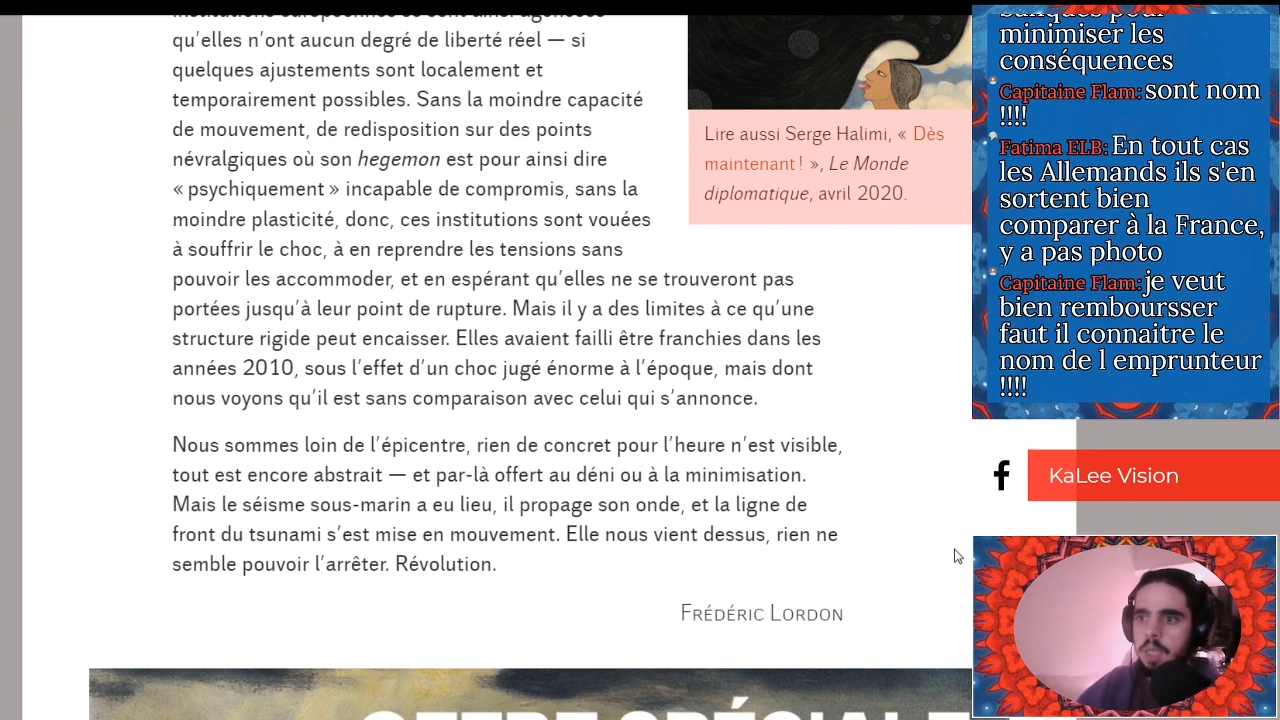 qu'elles n'ont aucun degré de liberté réel — si
quelques ajustements sont localement et
temporairement possibles. Sans la moindre capacité
de mouvement, de redisposition sur des points
névralgiques où son hegemon est pour ainsi dire
« psychiquement » incapable de compromis, sans la
moindre plasticité, donc, ces institutions sont vouées
à souffrir le choc, à en reprendre les tensions sans
pouvoir les accommoder, et en espérant qu'elles ne se trouveront pas
portées jusqu'à leur point de rupture. Mais il y a des limites à ce qu'une
structure rigide peut encaisser. Elles avaient failli être franchies dans les
années 2010, sous l'effet d'un choc jugé énorme à l'époque, mais dont
nous voyons qu'il est sans comparaison avec celui qui s'annonce.
Nous sommes loin de l'épicentre, rien de concret pour l'heure n'est visible,
tout est encore abstrait — et par-là offert au déni ou à la minimisation.
Mais le séisme sous-marin a eu lieu, il propage son onde, et la ligne de
front du tsunami s'est mise en mouvement. Elle nous vient dessus, rien ne
semble pouvoir l'arrêter. Révolution.
Frédéric Lordon
Lire aussi Serge Halimi, « Dès
maintenant ! », Le Monde
diplomatique, avril 2020.
minimiser les
conséquences
Capitaine Flam: sont nom
!!!!
Fatima ELB: En tout cas
les Allemands ils s'en
sortent bien
comparer à la France,
y a pas photo
Capitaine Flam: je veut
bien remboursser
faut il connaitre le
nom de l emprunteur
!!!!
KaLee Vision